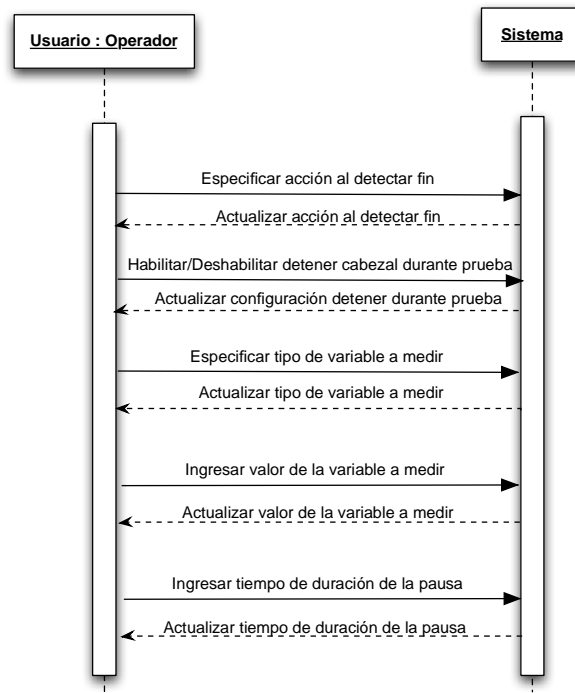 Usuario : Operador
Sistema
Especificar acción al detectar fin
Actualizar acción al detectar fin
Habilitar/Deshabilitar detener cabezal durante prueba
Actualizar configuración detener durante prueba
Especificar tipo de variable a medir
Actualizar tipo de variable a medir
Ingresar valor de la variable a medir
Actualizar valor de la variable a medir
Ingresar tiempo de duración de la pausa
Actualizar tiempo de duración de la pausa